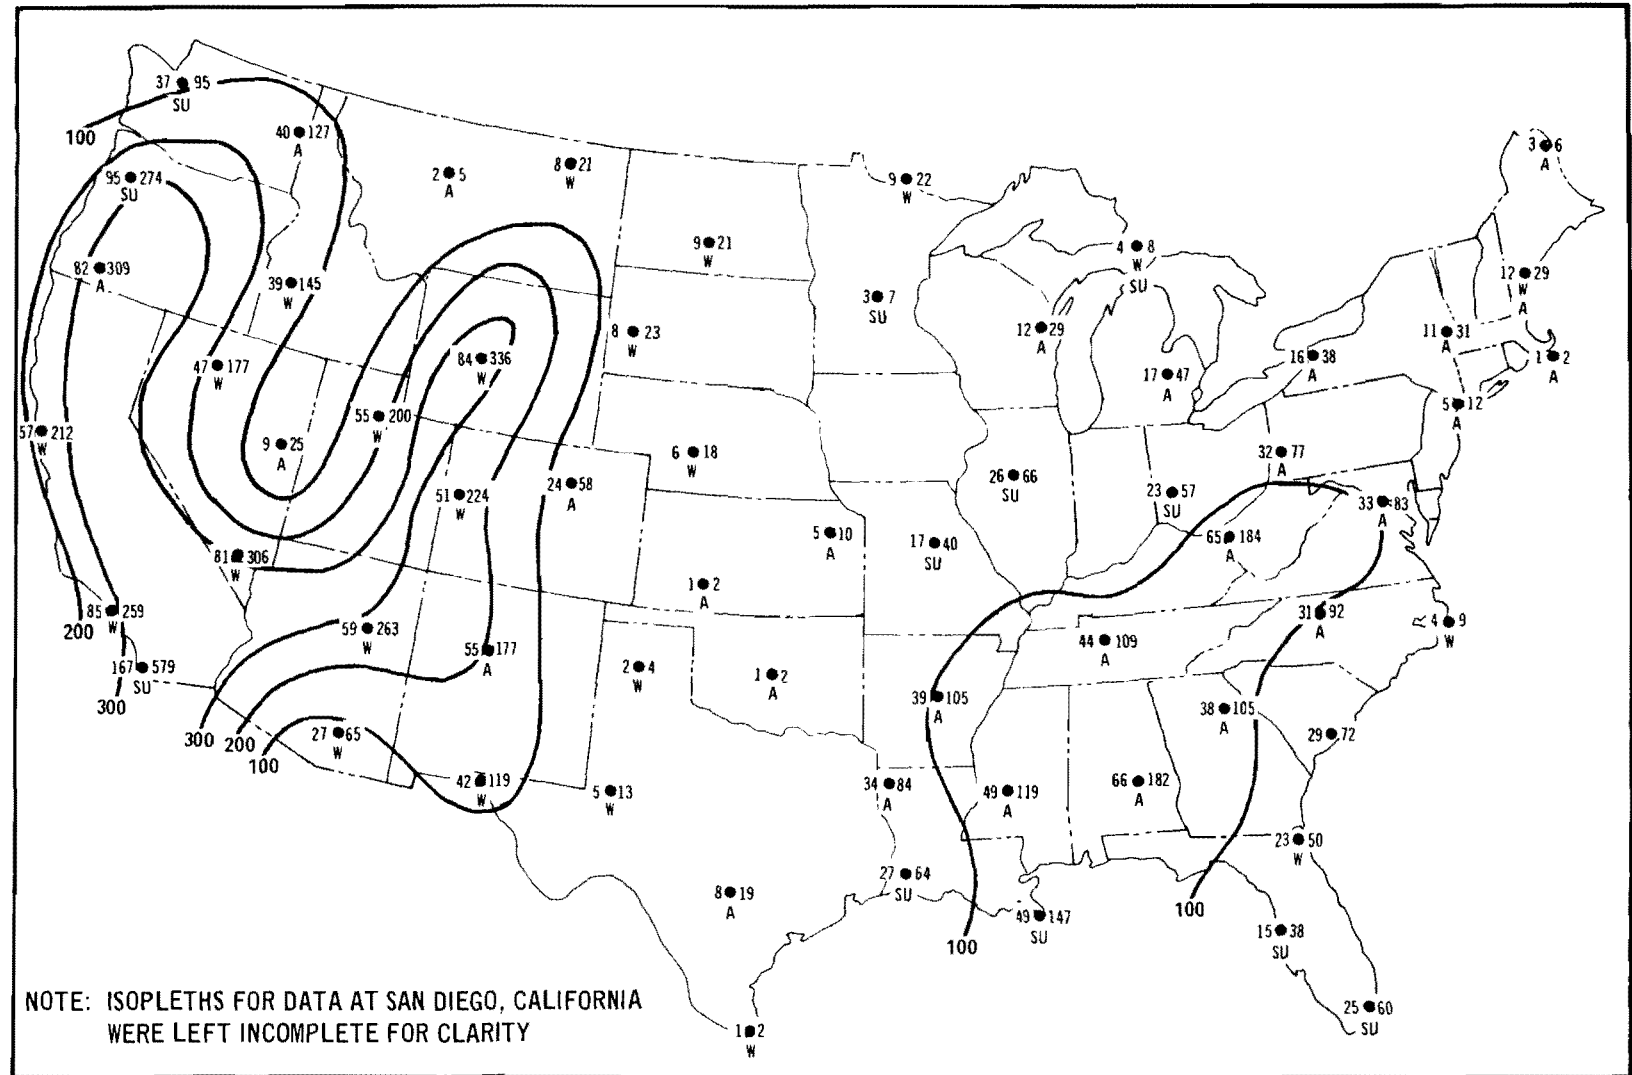 37 95
SU
100
40 127
A
3 6
A
8 21
W
2 5
A
9 22
W
95 274
SU
9 21
W
4 8
W
SU
82 309
A
39 145
W
3 7
SU
12 29
W
A
12 29
A
11 31
A
8 23
W
84 336
W
16 38
A
1 2
A
47 177
W
17 47
A
5 12
A
55 200
W
57 212
W
9 25
A
6 18
W
32 77
A
26 66
SU
24 58
A
51 224
W
23 57
SU
33 83
A
5 10
A
17 40
SU
65 184
A
81 306
W
1 2
A
85 259
W
200
31 92
A
4 9
W
59 263
W
44 109
A
55 177
A
167 579
SU
2 4
W
1 2
A
300
39 105
A
38 105
A
300 200
100
27 65
W
29 72
42 119
W
5 13
W
34 84
A
49 119
A
66 182
A
23 50
W
27 64
SU
8 19
A
49 147
SU
100
100
15 38
SU
NOTE: ISOPLETHS FOR DATA AT SAN DIEGO, CALIFORNIA
WERE LEFT INCOMPLETE FOR CLARITY
25 60
SU
1 2
W